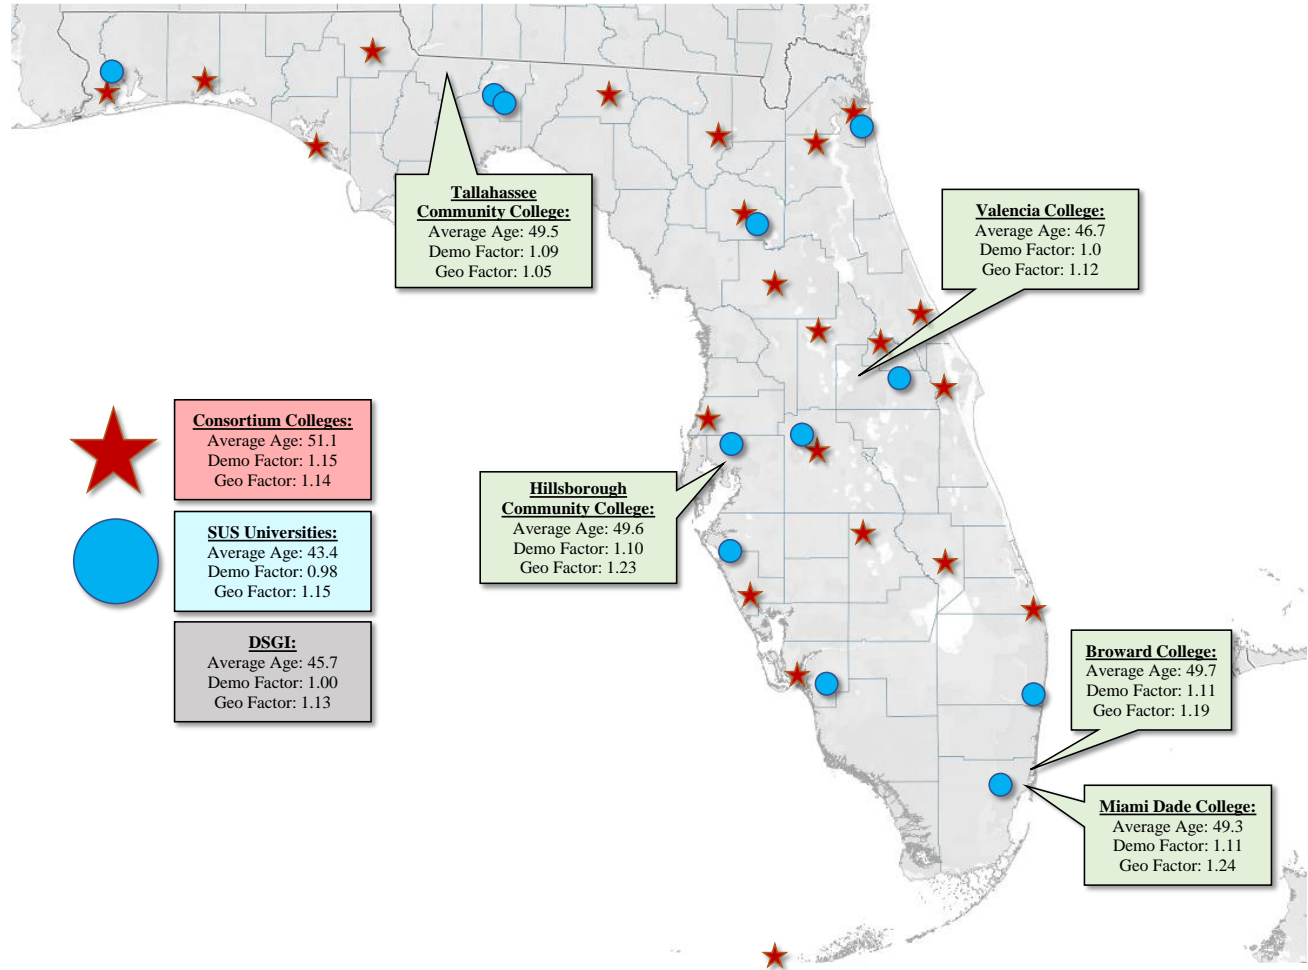 Tallahassee
Community College:
Average Age: 49.5
Demo Factor: 1.09
Geo Factor: 1.05
Valencia College:
Average Age: 46.7
Demo Factor: 1.0
Geo Factor: 1.12
Consortium Colleges:
Average Age: 51.1
Demo Factor: 1.15
Geo Factor: 1.14
Hillsborough
Community College:
Average Age: 49.6
Demo Factor: 1.10
Geo Factor: 1.23
SUS Universities:
Average Age: 43.4
Demo Factor: 0.98
Geo Factor: 1.15
DSGI:
Average Age: 45.7
Demo Factor: 1.00
Geo Factor: 1.13
Broward College:
Average Age: 49.7
Demo Factor: 1.11
Geo Factor: 1.19
Miami Dade College:
Average Age: 49.3
Demo Factor: 1.11
Geo Factor: 1.24